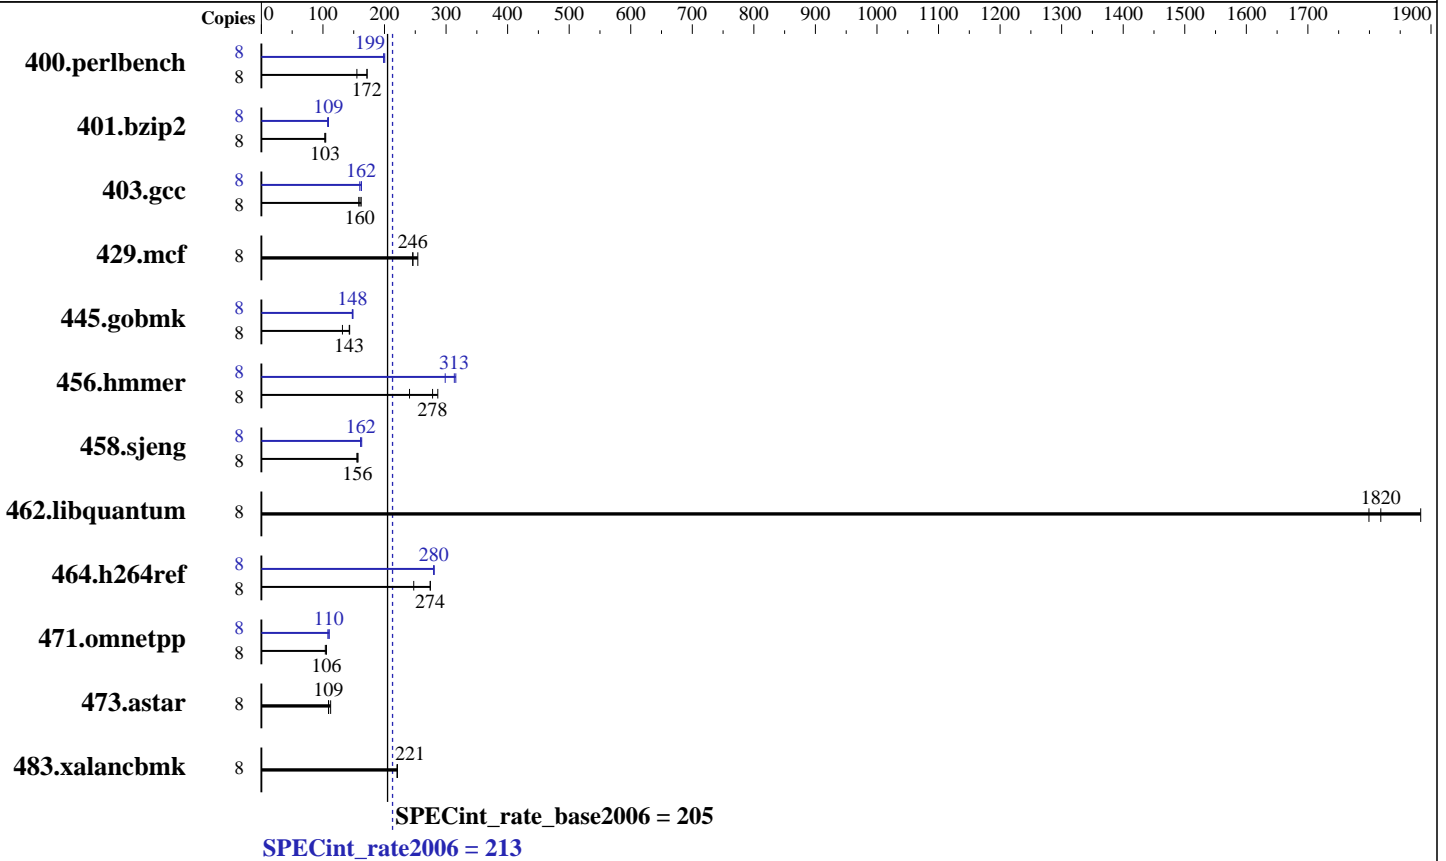 Copies 0 100 200 300 400 500 600 700 800 900 1000 1100 1200 1300 1400 1500 1600 1700 1900
400.perlbench 8 199
8 172
401.bzip2 8 109
8 103
403.gcc 8 162
8 160
429.mcf 8 246
445.gobmk 8 148
8 143
456.hmmer 8 313
8 278
458.sjeng 8 162
8 156
462.libquantum 8 1820
464.h264ref 8 280
8 274
471.omnetpp 8 110
8 106
473.astar 8 109
483.xalancbmk 8 221
SPECint_rate_base2006 = 205
SPECint_rate2006 = 213